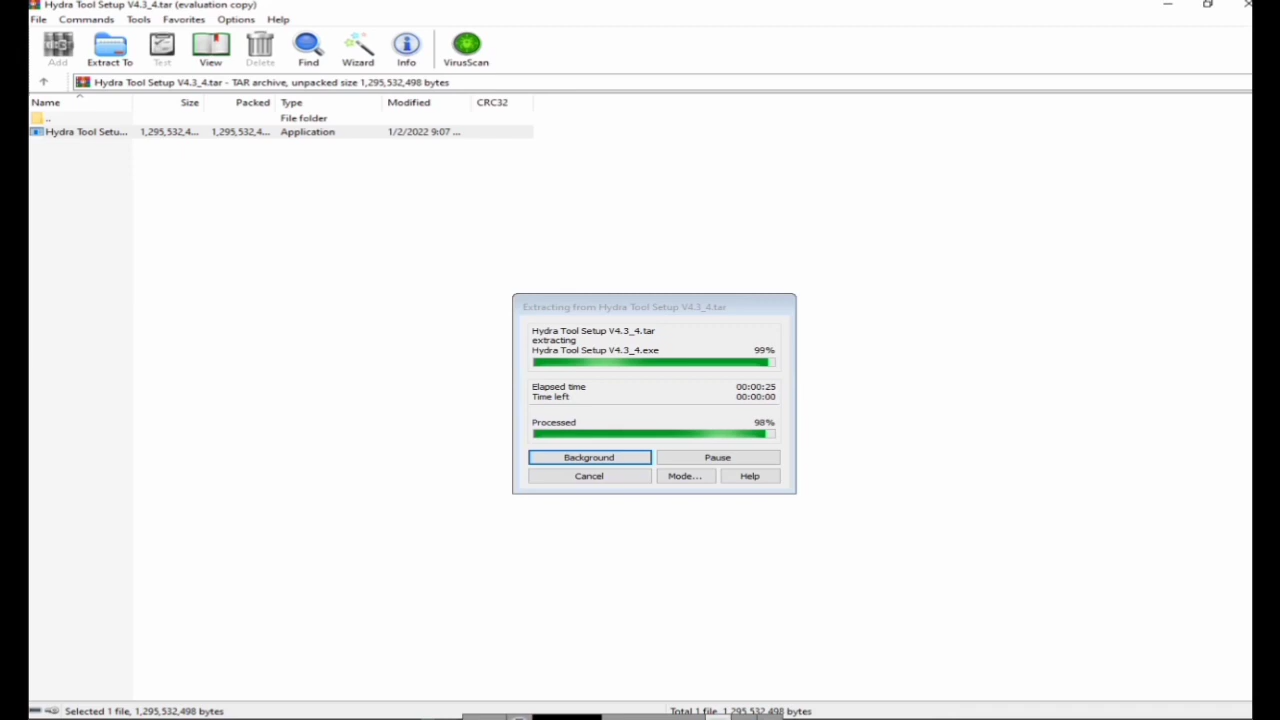 Hydra Tool Setup V4.3_4.tar (evaluation copy)
File Commands Tools Favorites Options Help
Add Extract To Test View Delete Find Wizard Info VirusScan
Hydra Tool Setup V4.3_4.tar - TAR archive, unpacked size 1,295,532,498 bytes
Name Size Packed Type Modified CRC32
.. File folder
Hydra Tool Setu... 1,295,532,4... 1,295,532,4... Application 1/2/2022 9:07 ...
Extracting from Hydra Tool Setup V4.3_4.tar
Hydra Tool Setup V4.3_4.tar
extracting
Hydra Tool Setup V4.3_4.exe 99%
Elapsed time 00:00:25
Time left 00:00:00
Processed 98%
Background Pause
Cancel Mode... Help
Selected 1 file, 1,295,532,498 bytes Total 1 file, 1,295,532,498 bytes